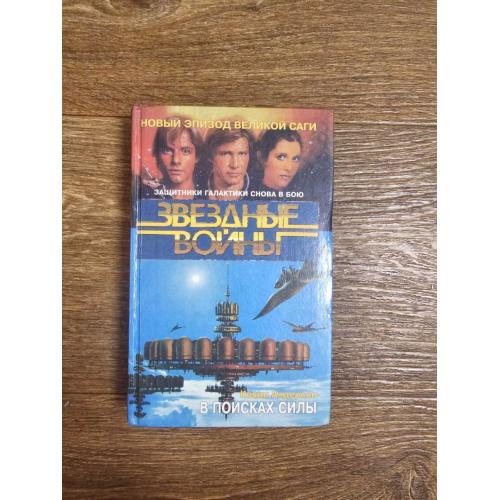 НОВЫЙ ЭПИЗОД ВЕЛИКОЙ САГИ
ЗАЩИТНИКИ ГАЛАКТИКИ СНОВА В БОЮ
ЗВЕЗДНЫЕ
ВОЙНЫ
В ПОИСКАХ СИЛЫ